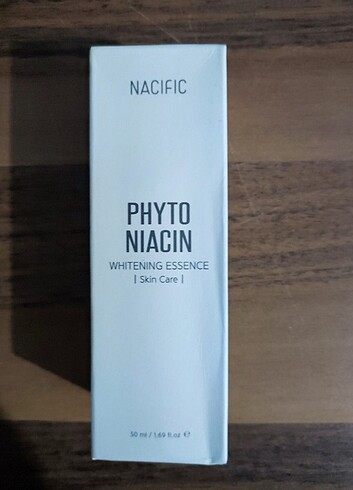 NACIFIC
PHYTO
NIACIN
WHITENING ESSENCE
| Skin Care |
50 ml / 1,69 fl.oz ℮